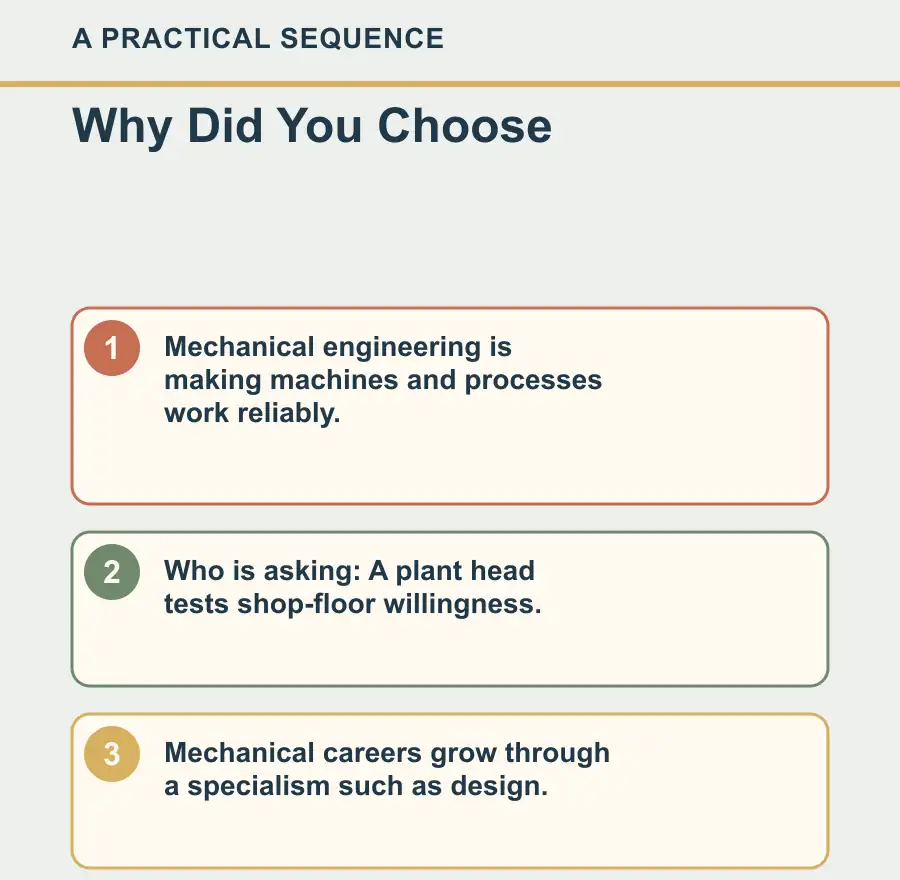 A PRACTICAL SEQUENCE
Why Did You Choose
1
Mechanical engineering is
making machines and processes
work reliably.
2
Who is asking: A plant head
tests shop-floor willingness.
3
Mechanical careers grow through
a specialism such as design.